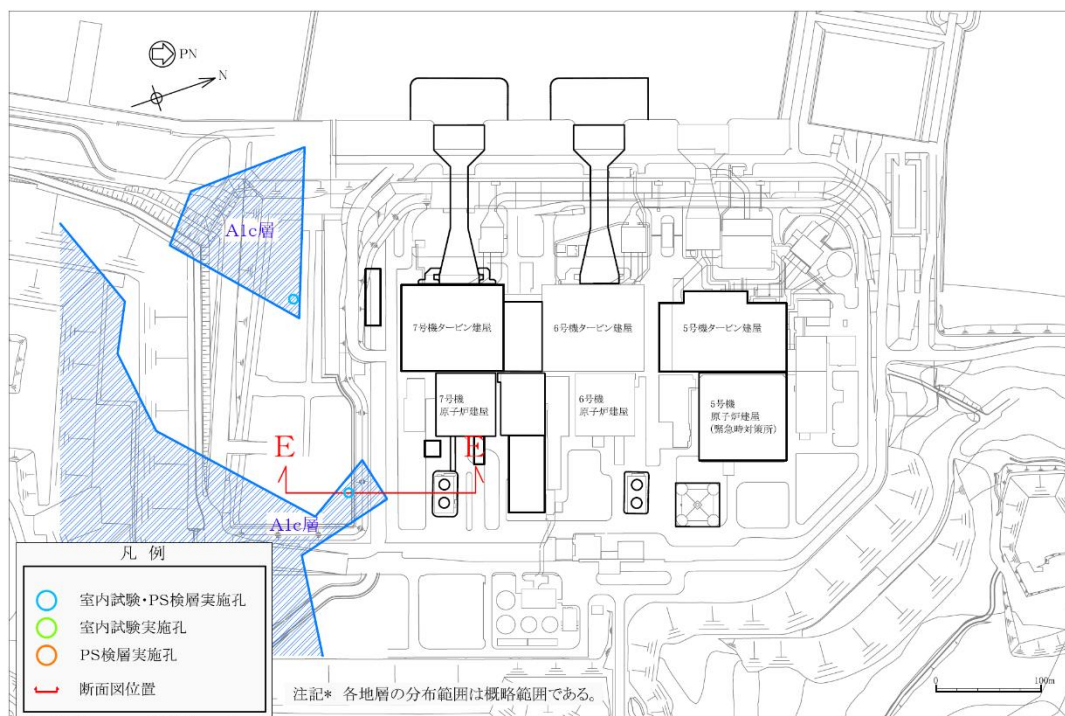 PN
N
A1c層
7号機タービン建屋
6号機タービン建屋
5号機タービン建屋
7号機
原子炉建屋
6号機
原子炉建屋
5号機
原子炉建屋
(緊急時対策所)
E
E
A1c層
凡 例
室内試験・PS検層実施孔
室内試験実施孔
PS検層実施孔
断面図位置
注記* 各地層の分布範囲は概略範囲である。
0
100m